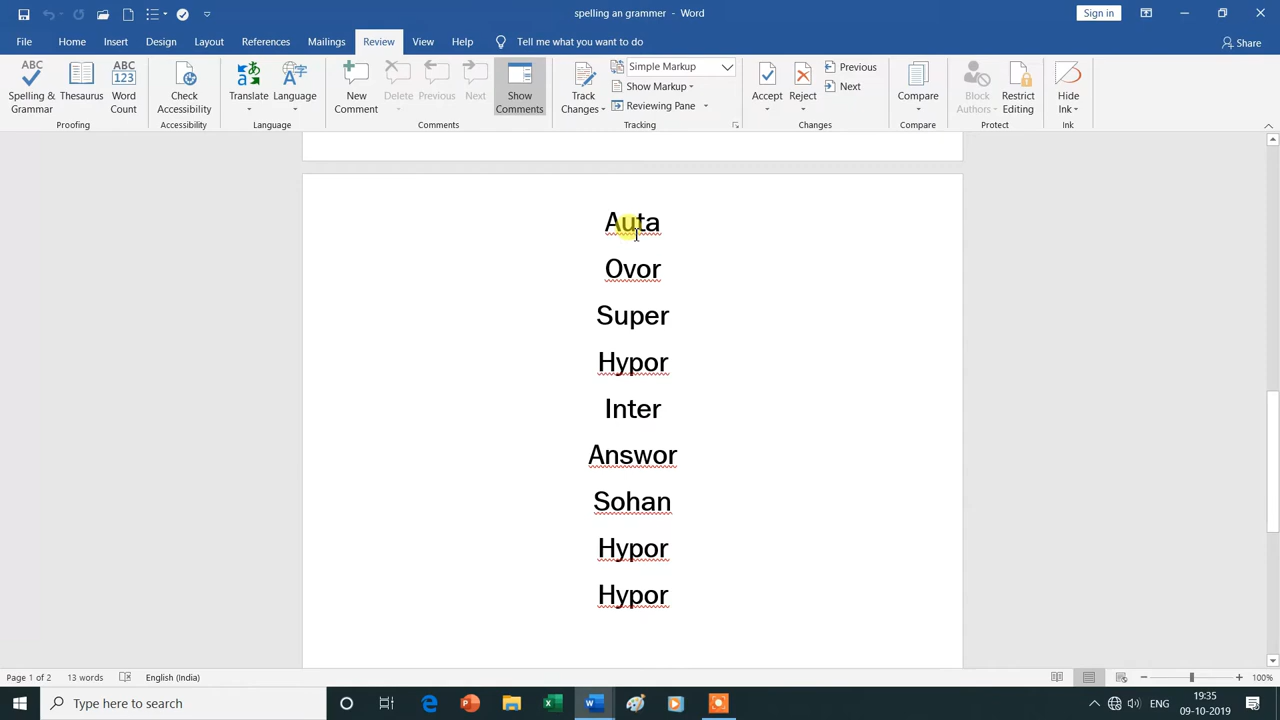 spelling an grammer - Word
Sign in
File Home Insert Design Layout References Mailings Review View Help Tell me what you want to do Share
Spelling & Grammar
Thesaurus
Word Count
Proofing
Check Accessibility
Accessibility
Translate
Language
Language
New Comment
Delete
Previous
Next
Show Comments
Comments
Track Changes
Simple Markup
Show Markup
Reviewing Pane
Tracking
Accept
Reject
Previous
Next
Changes
Compare
Compare
Block Authors
Restrict Editing
Protect
Hide Ink
Ink
Auta
Ovor
Super
Hypor
Inter
Answor
Sohan
Hypor
Hypor
Page 1 of 2 13 words English (India) 100%
Type here to search
ENG
19:35
09-10-2019